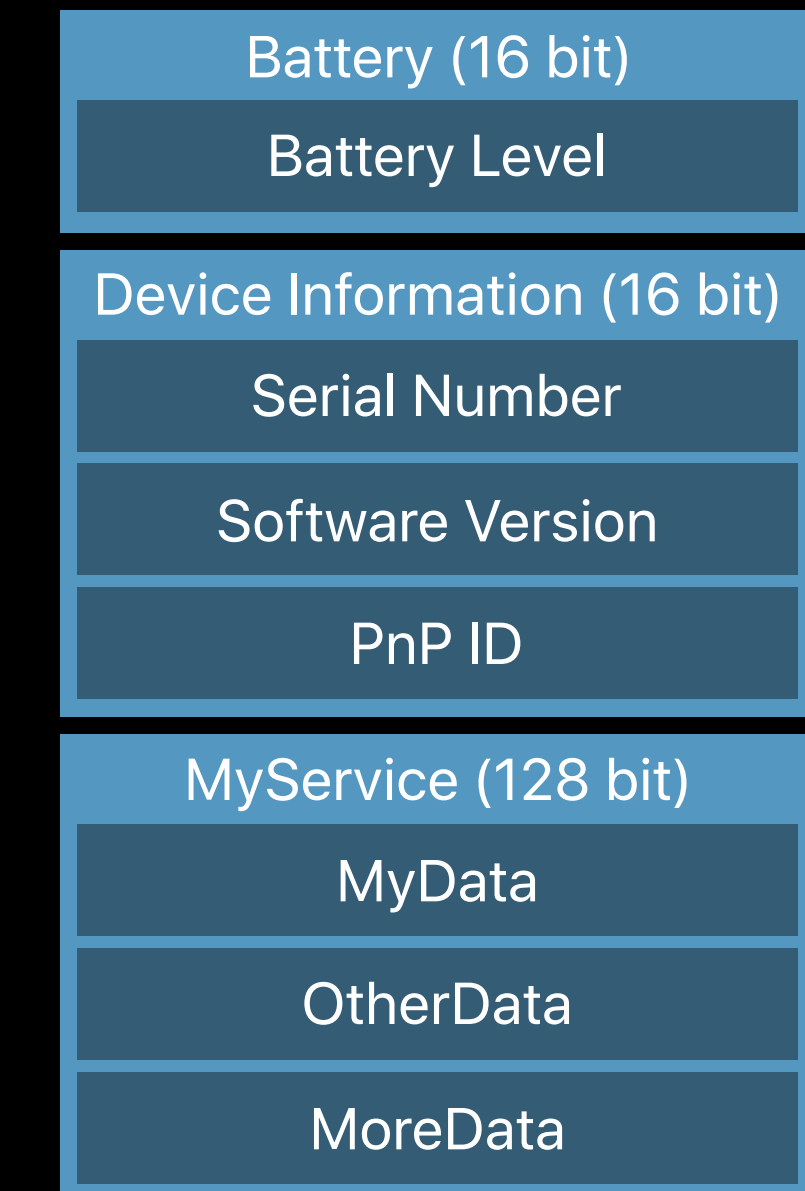 Battery (16 bit)
Battery Level
Device Information (16 bit)
Serial Number
Software Version
PnP ID
MyService (128 bit)
MyData
OtherData
MoreData